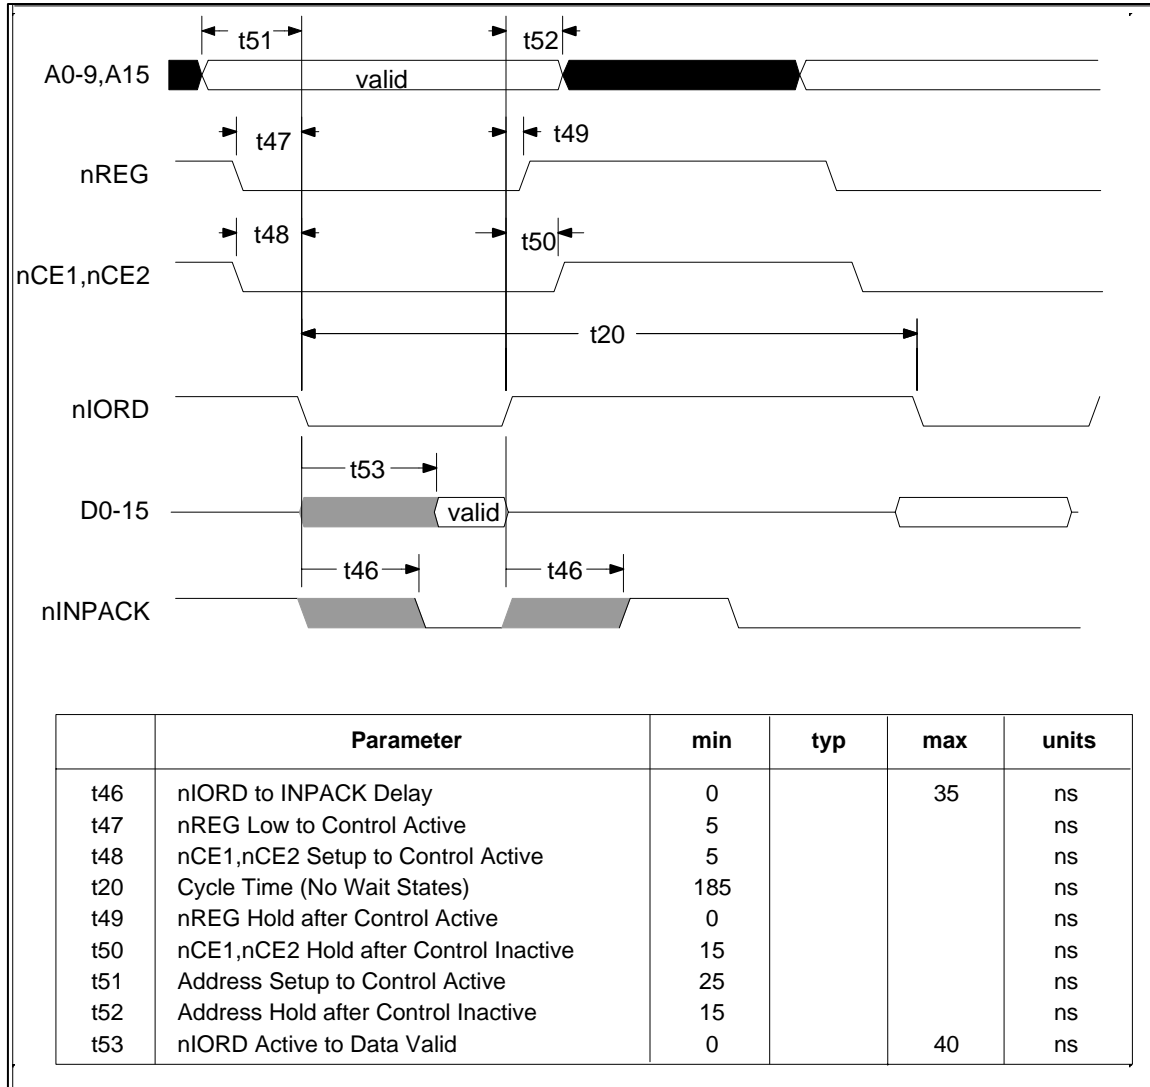 t51 t52
A0-9,A15 valid
t47 t49
nREG
t48 t50
nCE1,nCE2
t20
nIORD
t53
D0-15 valid
t46 t46
nINPACK
Parameter min typ max units
t46 nIORD to INPACK Delay 0 35 ns
t47 nREG Low to Control Active 5 ns
t48 nCE1,nCE2 Setup to Control Active 5 ns
t20 Cycle Time (No Wait States) 185 ns
t49 nREG Hold after Control Active 0 ns
t50 nCE1,nCE2 Hold after Control Inactive 15 ns
t51 Address Setup to Control Active 25 ns
t52 Address Hold after Control Inactive 15 ns
t53 nIORD Active to Data Valid 0 40 ns